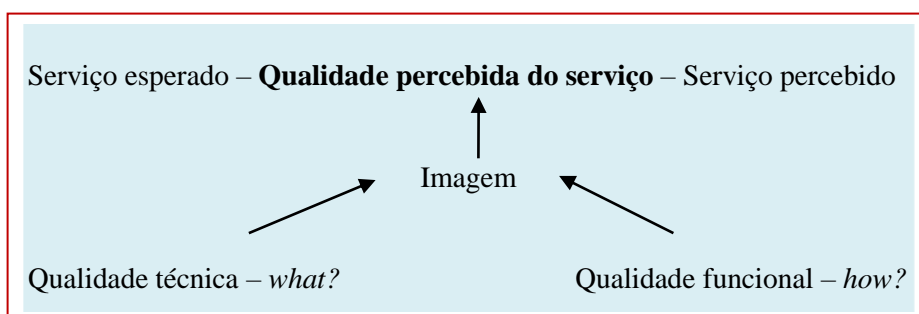 Serviço esperado – Qualidade percebida do serviço – Serviço percebido
Imagem
Qualidade técnica – what? Qualidade funcional – how?